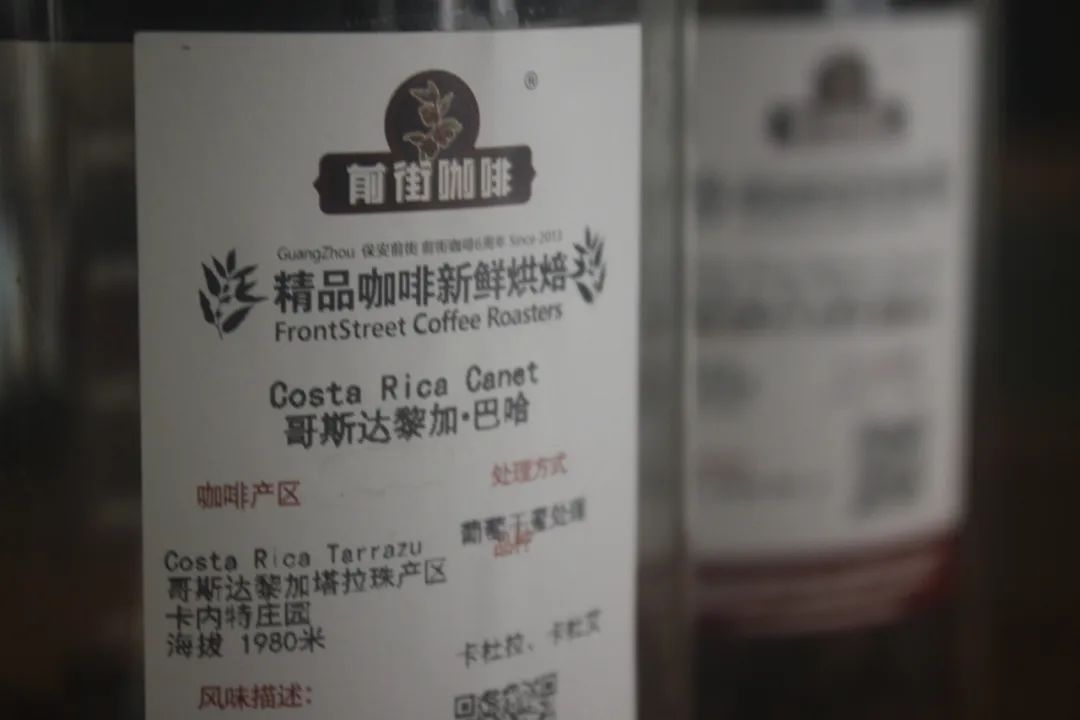 ®
前街咖啡
GuangZhou 保安前街 前街咖啡6周年 Since 2013
精品咖啡新鲜烘焙
FrontStreet Coffee Roasters
Costa Rica Canet
哥斯达黎加·巴哈
咖啡产区
处理方式
Costa Rica Tarrazu
哥斯达黎加塔拉珠产区
卡内特庄园
海拔 1980米
葡萄干蜜处理
品种
卡杜拉、卡杜艾
风味描述: